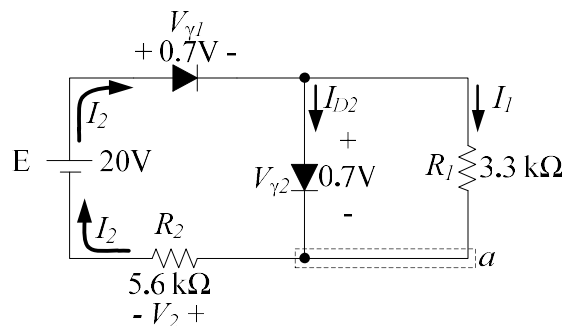 Vγ1
+ 0.7V -
I2
ID2
I1
+
E
20V
Vγ2
0.7V
R1
3.3 kΩ
-
I2
R2
a
5.6 kΩ
- V2 +